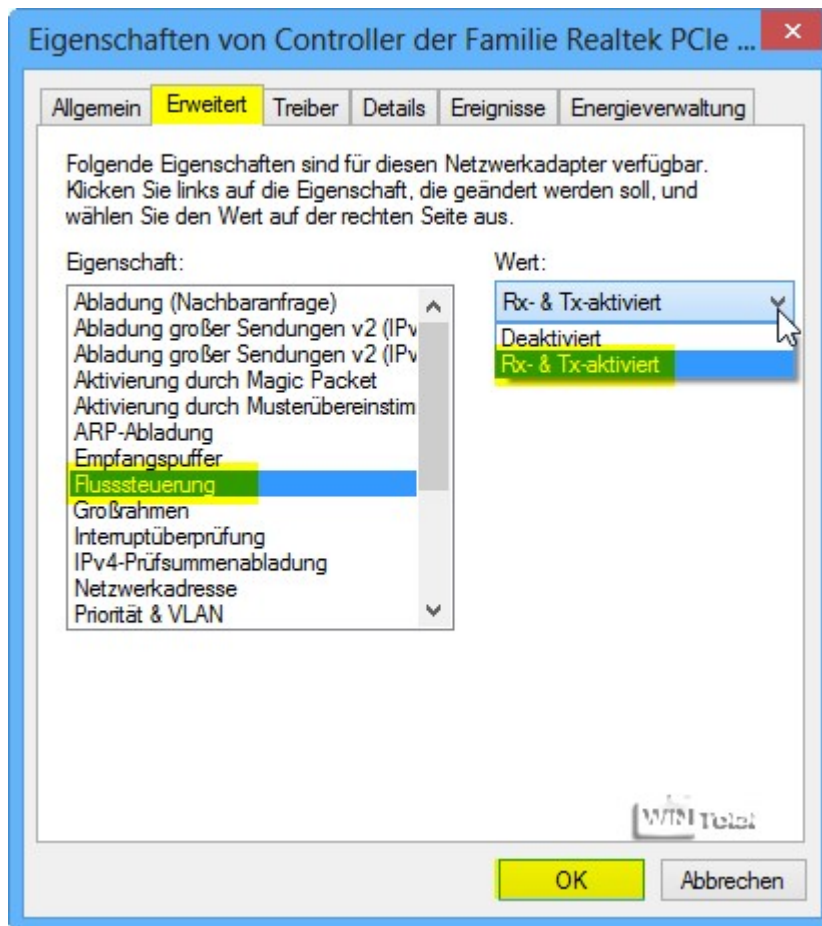 Eigenschaften von Controller der Familie Realtek PCIe ...
Allgemein Erweitert Treiber Details Ereignisse Energieverwaltung
Folgende Eigenschaften sind für diesen Netzwerkadapter verfügbar.
Klicken Sie links auf die Eigenschaft, die geändert werden soll, und
wählen Sie den Wert auf der rechten Seite aus.
Eigenschaft:
Abladung (Nachbaranfrage)
Abladung großer Sendungen v2 (IPv
Abladung großer Sendungen v2 (IPv
Aktivierung durch Magic Packet
Aktivierung durch Musterübereinstim
ARP-Abladung
Empfangspuffer
Flusssteuerung
Großrahmen
Interruptüberprüfung
IPv4-Prüfsummenabladung
Netzwerkadresse
Priorität & VLAN
Wert:
Rx- & Tx-aktiviert
Deaktiviert
Rx- & Tx-aktiviert
WIN
OK Abbrechen